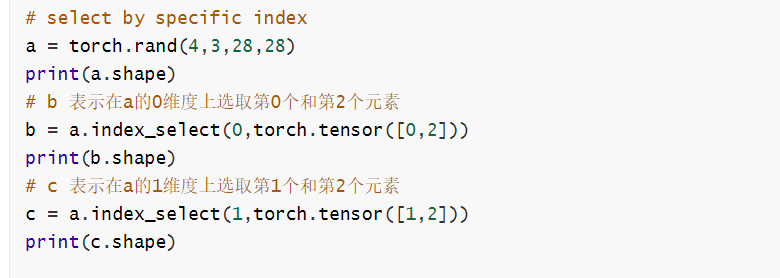 # select by specific index
a = torch.rand(4,3,28,28)
print(a.shape)
# b 表示在a的0维度上选取第0个和第2个元素
b = a.index_select(0,torch.tensor([0,2]))
print(b.shape)
# c 表示在a的1维度上选取第1个和第2个元素
c = a.index_select(1,torch.tensor([1,2]))
print(c.shape)